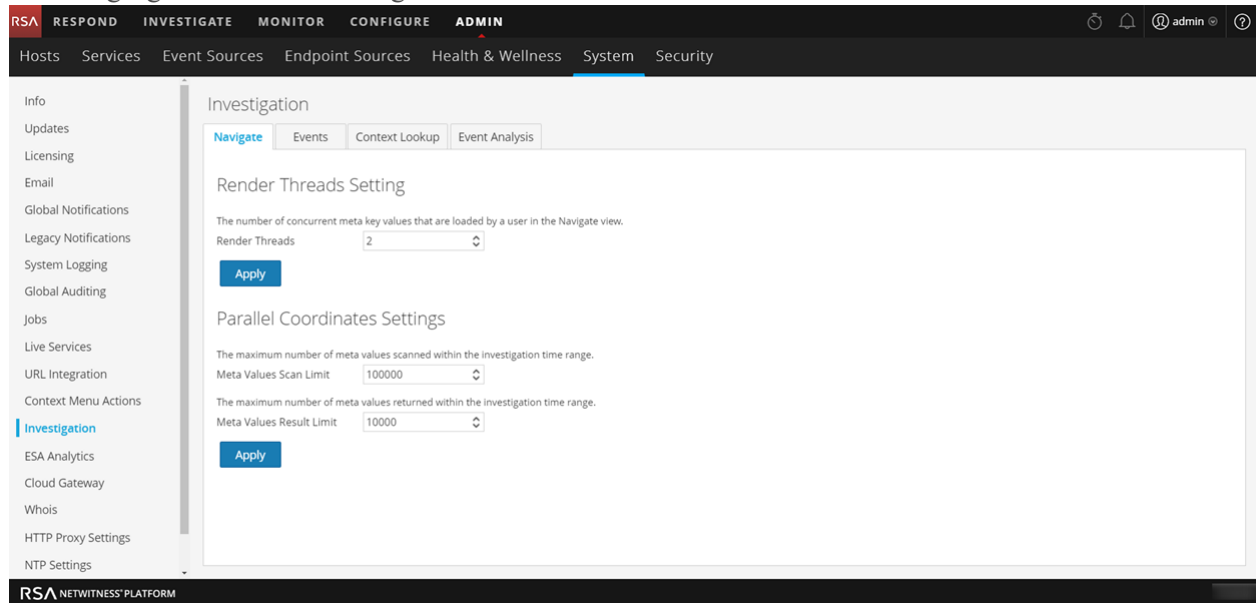 RSA RESPOND INVESTIGATE MONITOR CONFIGURE ADMIN admin
Hosts Services Event Sources Endpoint Sources Health & Wellness System Security
Info
Updates
Licensing
Email
Global Notifications
Legacy Notifications
System Logging
Global Auditing
Jobs
Live Services
URL Integration
Context Menu Actions
Investigation
ESA Analytics
Cloud Gateway
Whois
HTTP Proxy Settings
NTP Settings
Investigation
Navigate Events Context Lookup Event Analysis
Render Threads Setting
The number of concurrent meta key values that are loaded by a user in the Navigate view.
Render Threads 2
Apply
Parallel Coordinates Settings
The maximum number of meta values scanned within the investigation time range.
Meta Values Scan Limit 100000
The maximum number of meta values returned within the investigation time range.
Meta Values Result Limit 10000
Apply
RSA NETWITNESS® PLATFORM